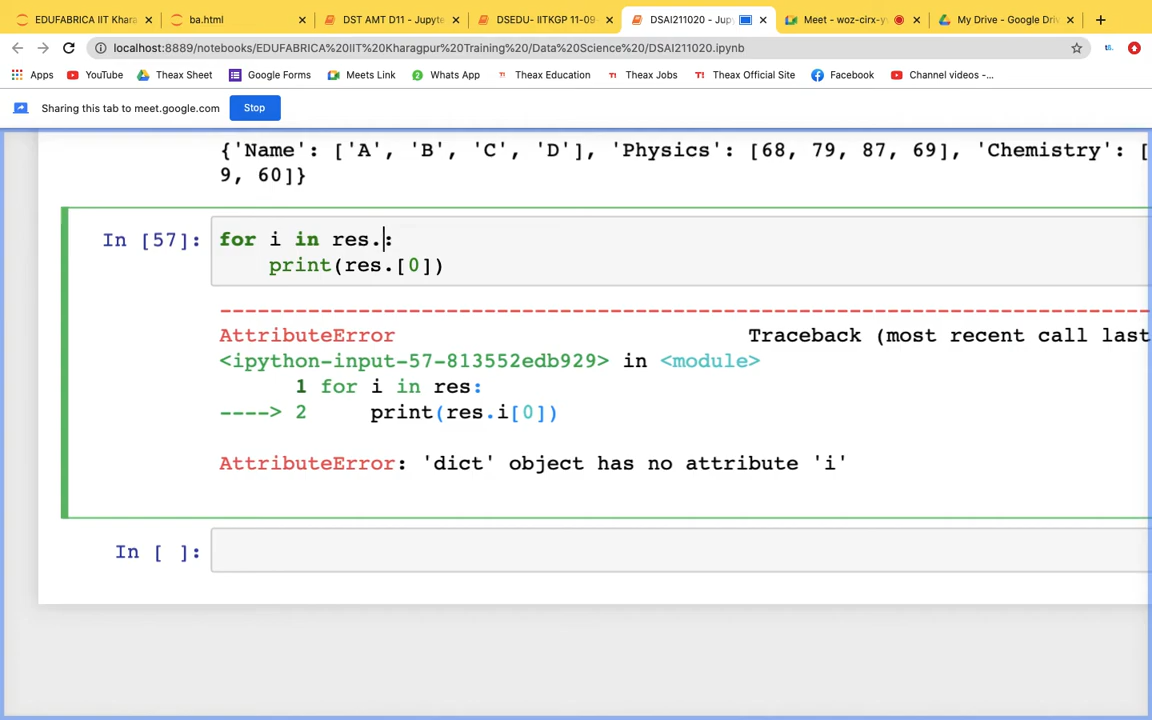 EDUFABRICA IIT Khara
ba.html
DST AMT D11 - Jupyte
DSEDU- IITKGP 11-09-
DSAI211020 - Jup
Meet - woz-cirx-y
My Drive - Google Driv
localhost:8889/notebooks/EDUFABRICA%20IIT%20Kharagpur%20Training%20/Data%20Science%20/DSAI211020.ipynb
Apps YouTube Theax Sheet Google Forms Meets Link Whats App Theax Education Theax Jobs Theax Official Site Facebook Channel videos -...
Sharing this tab to meet.google.com Stop
{'Name': ['A', 'B', 'C', 'D'], 'Physics': [68, 79, 87, 69], 'Chemistry': [
9, 60]}
In [57]: for i in res.:
print(res.[0])
AttributeError Traceback (most recent call last
<ipython-input-57-813552edb929> in <module>
1 for i in res:
----> 2 print(res.i[0])
AttributeError: 'dict' object has no attribute 'i'
In [ ]: